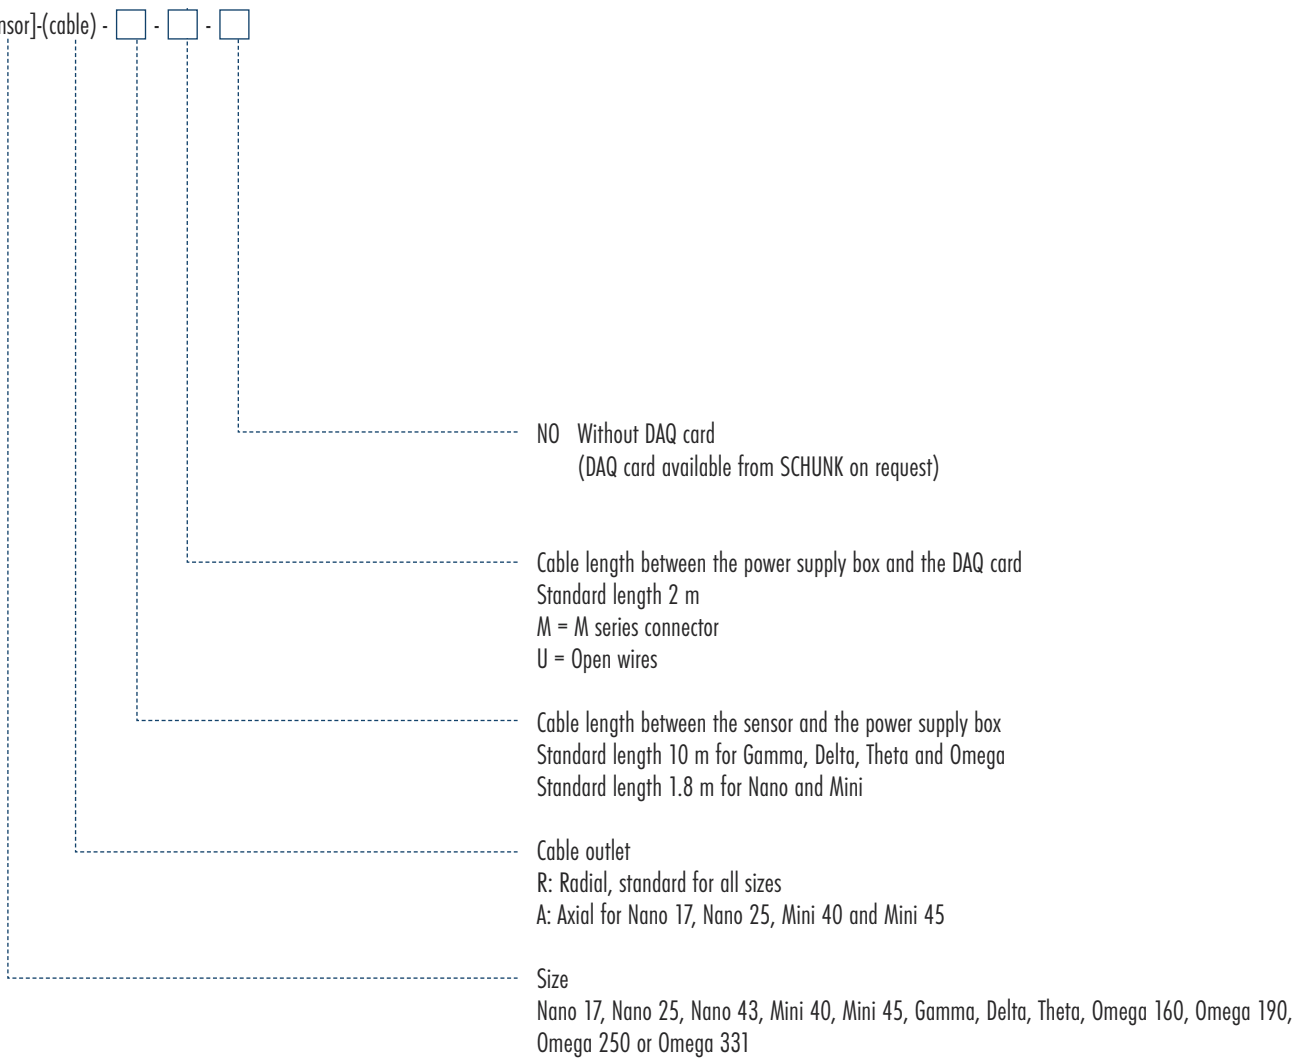 nsor]-(cable) - - -
NO Without DAQ card
(DAQ card available from SCHUNK on request)
Cable length between the power supply box and the DAQ card
Standard length 2 m
M = M series connector
U = Open wires
Cable length between the sensor and the power supply box
Standard length 10 m for Gamma, Delta, Theta and Omega
Standard length 1.8 m for Nano and Mini
Cable outlet
R: Radial, standard for all sizes
A: Axial for Nano 17, Nano 25, Mini 40 and Mini 45
Size
Nano 17, Nano 25, Nano 43, Mini 40, Mini 45, Gamma, Delta, Theta, Omega 160, Omega 190,
Omega 250 or Omega 331